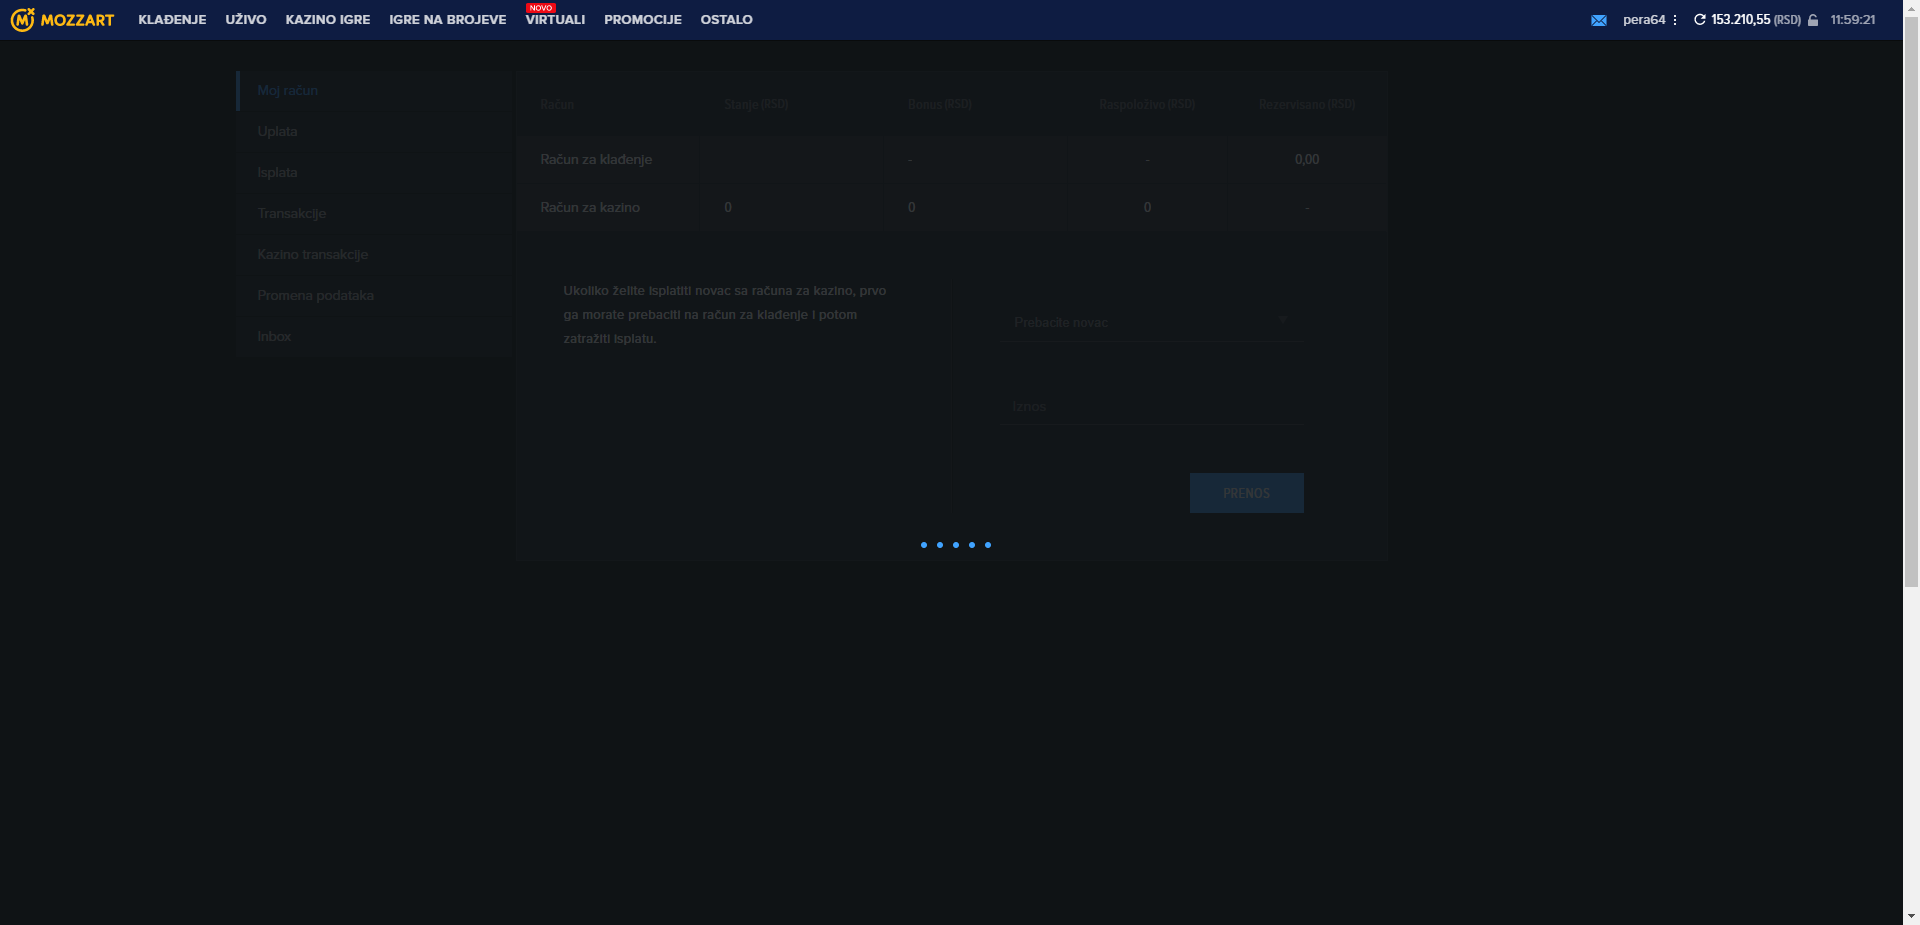 MOZZART KLAĐENJE UŽIVO KAZINO IGRE IGRE NA BROJEVE NOVO VIRTUALI PROMOCIJE OSTALO pera64 153.210,55 (RSD) 11:59:21
Moj račun
Uplata
Isplata
Transakcije
Kazino transakcije
Promena podataka
Inbox
Račun Stanje (RSD) Bonus (RSD) Raspoloživo (RSD) Rezervisano (RSD)
Račun za klađenje - - 0,00
Račun za kazino 0 0 0 -
Ukoliko želite isplatiti novac sa računa za kazino, prvo
ga morate prebaciti na račun za klađenje i potom
zatražiti isplatu.
Prebacite novac
Iznos
PRENOS